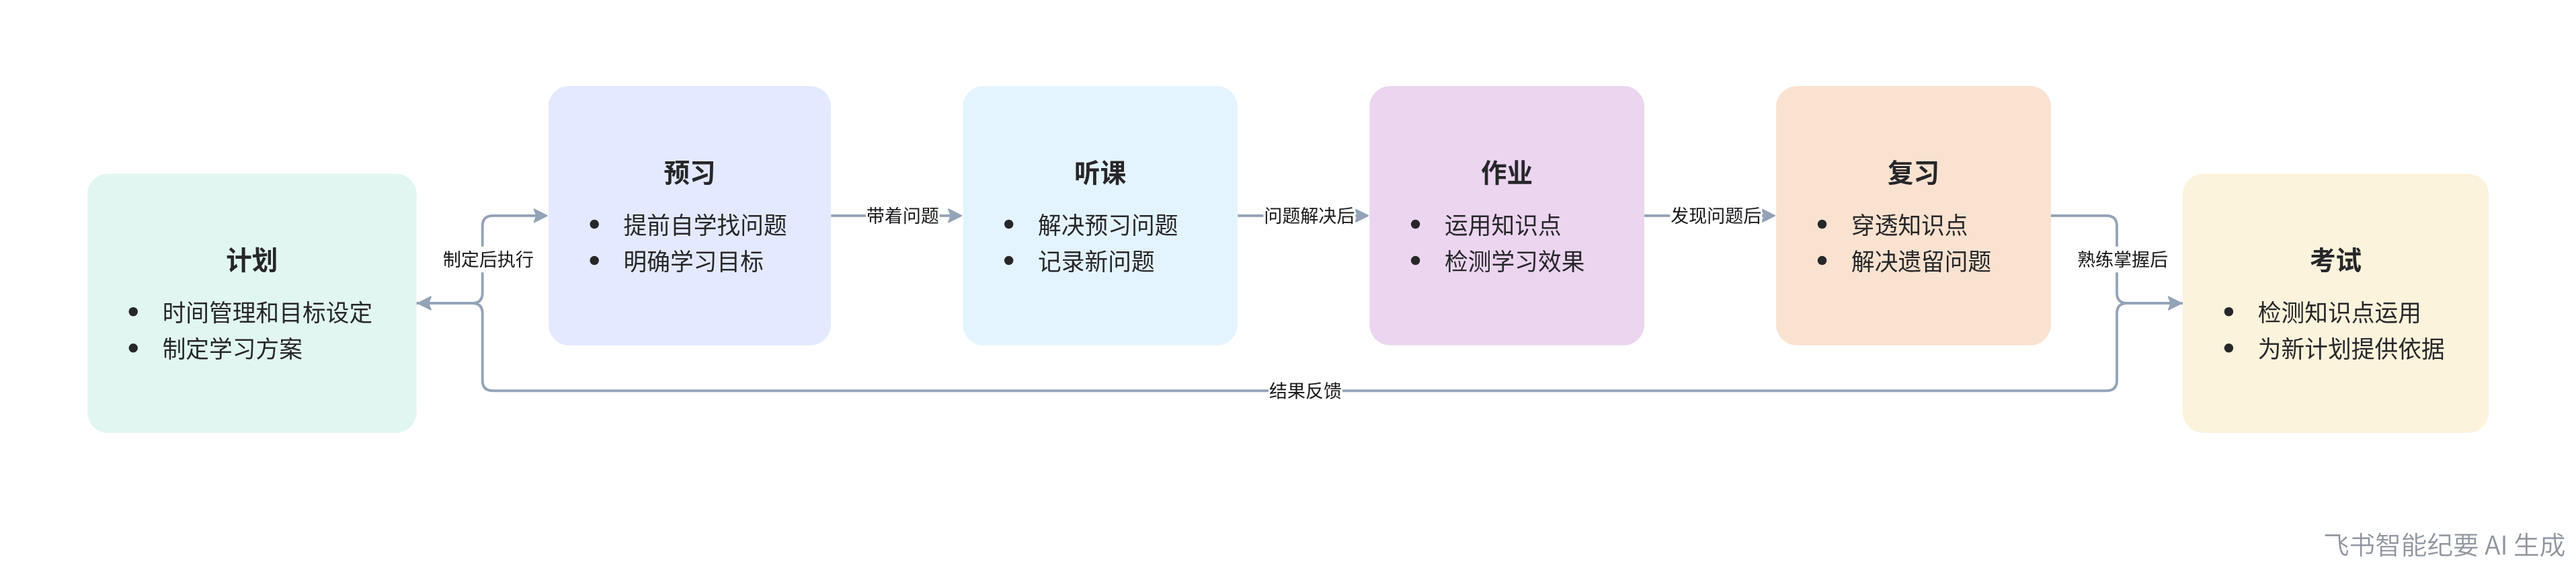 计划
• 时间管理和目标设定
• 制定学习方案
制定后执行
预习
• 提前自学找问题
• 明确学习目标
带着问题
听课
• 解决预习问题
• 记录新问题
问题解决后
作业
• 运用知识点
• 检测学习效果
发现问题后
复习
• 穿透知识点
• 解决遗留问题
熟练掌握后
考试
• 检测知识点运用
• 为新计划提供依据
结果反馈
飞书智能纪要 AI 生成